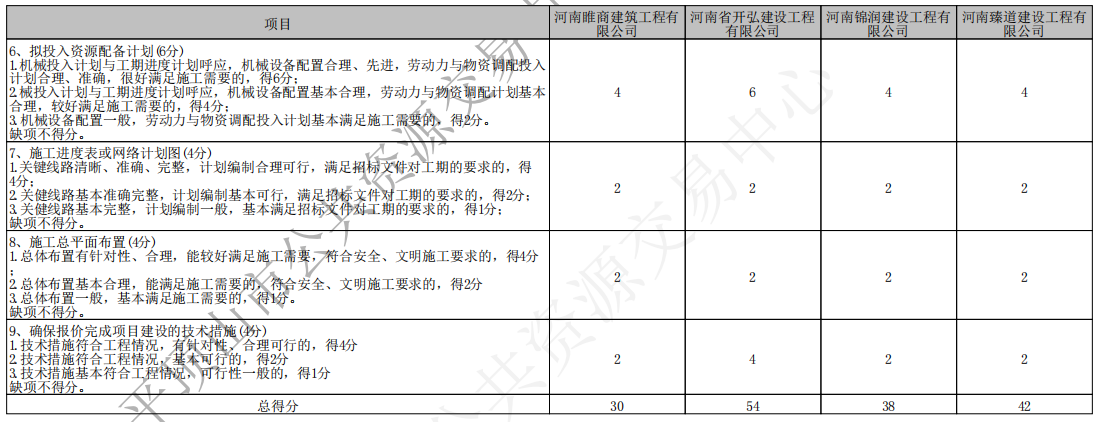 项目
河南睢商建筑工程有
限公司
河南省开弘建设工程
有限公司
河南锦润建设工程有
限公司
河南臻道建设工程有
限公司
6、拟投入资源配备计划(6分)
1.机械投入计划与工期进度计划呼应，机械设备配置合理、先进，劳动力与物资调配投入
计划合理、准确，很好满足施工需要的，得6分；
2.械投入计划与工期进度计划呼应，机械设备配置基本合理，劳动力与物资调配计划基本
合理，较好满足施工需要的，得4分；
3.机械设备配置一般，劳动力与物资调配投入计划基本满足施工需要的，得2分。
缺项不得分。
4
6
4
4
7、施工进度表或网络计划图(4分)
1.关键线路清晰、准确、完整，计划编制合理可行，满足招标文件对工期的要求的，得
4分；
2.关健线路基本准确完整，计划编制基本可行，满足招标文件对工期的要求的，得2分；
3.关健线路基本完整，计划编制一般，基本满足招标文件对工期的要求的，得1分；
缺项不得分。
2
2
2
2
8、施工总平面布置(4分)
1.总体布置有针对性、合理，能较好满足施工需要，符合安全、文明施工要求的，得4分
；
2.总体布置基本合理，能满足施工需要的，符合安全、文明施工要求的，得2分
3.总体布置一般，基本满足施工需要的，得1分。
缺项不得分。
2
2
2
2
9、确保报价完成项目建设的技术措施(4分)
1.技术措施符合工程情况，有针对性、合理可行的，得4分
2.技术措施符合工程情况，基本可行的，得2分
3.技术措施基本符合工程情况，可行性一般的，得1分
缺项不得分。
2
4
2
2
总得分
30
54
38
42
平顶山市公共资源交易中
公共资源交易中心